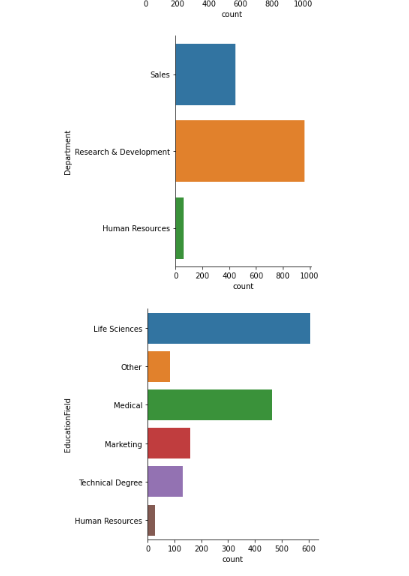 0 200 400 600 800 1000
count
Sales
Research & Development
Human Resources
Department
0 200 400 600 800 1000
count
Life Sciences
Other
Medical
Marketing
Technical Degree
Human Resources
EducationField
0 100 200 300 400 500 600
count